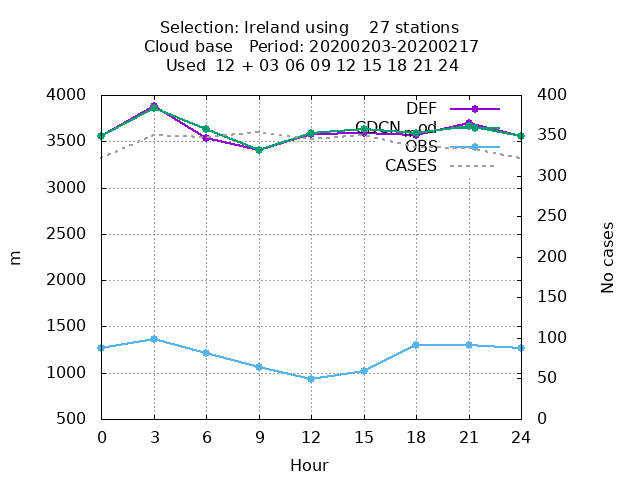 Selection: Ireland using    27 stations
Cloud base   Period: 20200203-20200217
Used  12 + 03 06 09 12 15 18 21 24
4000
3500
3000
2500
2000
1500
1000
500
400
350
300
250
200
150
100
50
0
m
No cases
DEF
OBS
CASES
0 3 6 9 12 15 18 21 24
Hour